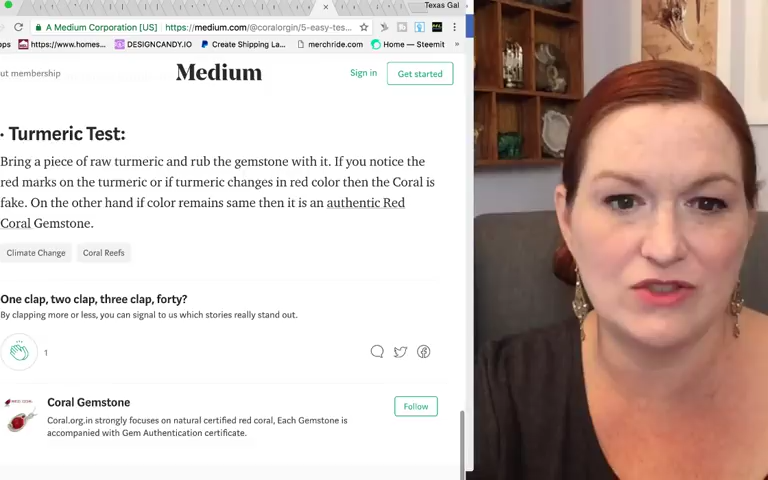 Texas Gal
A Medium Corporation [US] https://medium.com/@coralorgin/5-easy-tes...
pps https://www.homes... DESIGNCANDY.IO Create Shipping La... merchride.com Home — Steemit »
ut membership Medium Sign in Get started
· Turmeric Test:
Bring a piece of raw turmeric and rub the gemstone with it. If you notice the
red marks on the turmeric or if turmeric changes in red color then the Coral is
fake. On the other hand if color remains same then it is an authentic Red
Coral Gemstone.
Climate Change Coral Reefs
One clap, two clap, three clap, forty?
By clapping more or less, you can signal to us which stories really stand out.
1
Coral Gemstone Follow
Coral.org.in strongly focuses on natural certified red coral, Each Gemstone is
accompanied with Gem Authentication certificate.